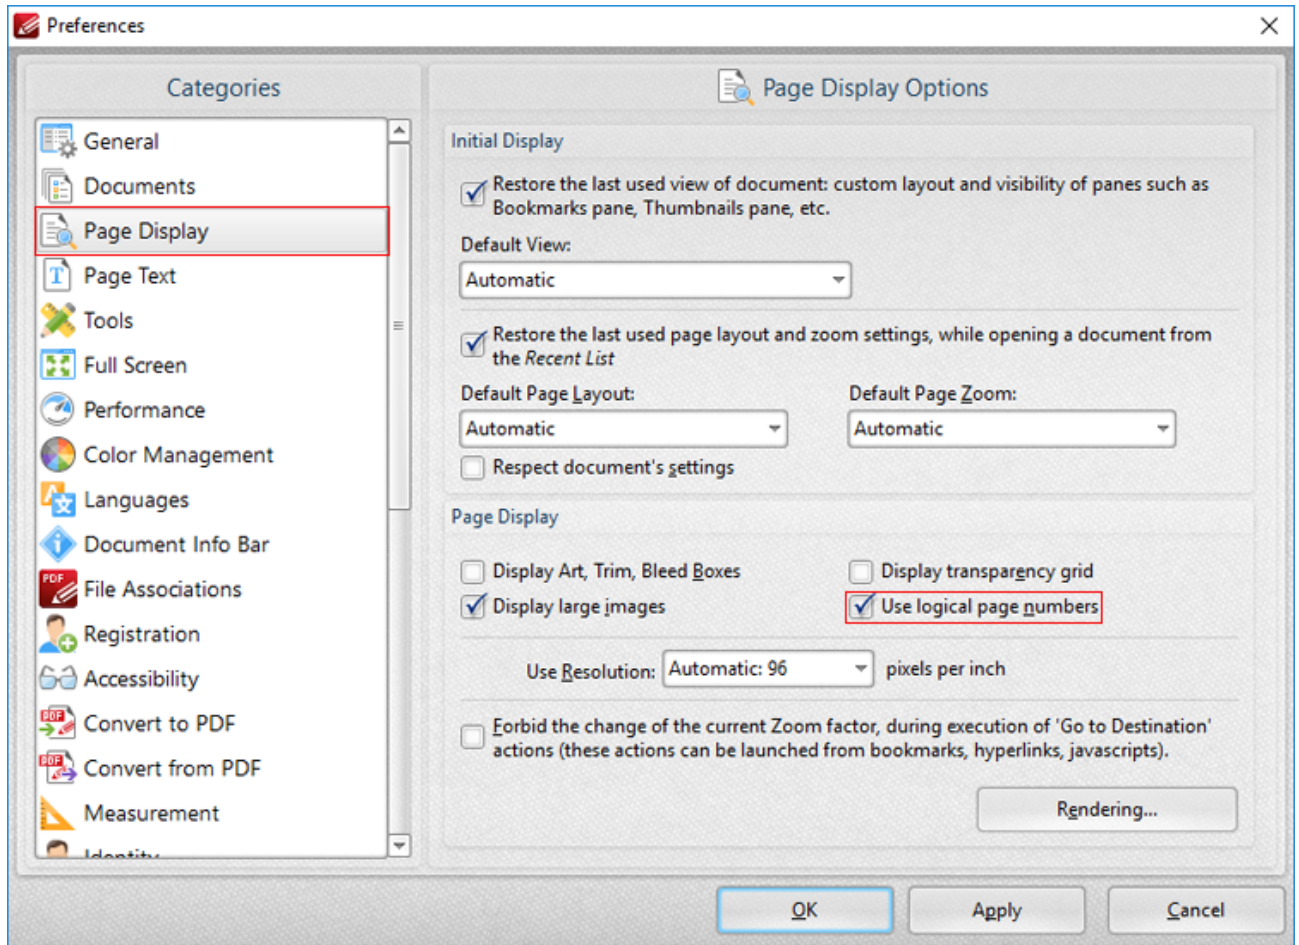 Preferences
Categories
General
Documents
Page Display
Page Text
Tools
Full Screen
Performance
Color Management
Languages
Document Info Bar
PDF
File Associations
Registration
Accessibility
PDF
Convert to PDF
PDF
Convert from PDF
Measurement
Identity
Page Display Options
Initial Display
Restore the last used view of document: custom layout and visibility of panes such as
Bookmarks pane, Thumbnails pane, etc.
Default View:
Automatic
Restore the last used page layout and zoom settings, while opening a document from
the Recent List
Default Page Layout:
Default Page Zoom:
Automatic
Automatic
Respect document's settings
Page Display
Display Art, Trim, Bleed Boxes
Display transparency grid
Display large images
Use logical page numbers
Use Resolution: Automatic: 96 pixels per inch
Forbid the change of the current Zoom factor, during execution of 'Go to Destination'
actions (these actions can be launched from bookmarks, hyperlinks, javascripts).
Rendering...
OK
Apply
Cancel